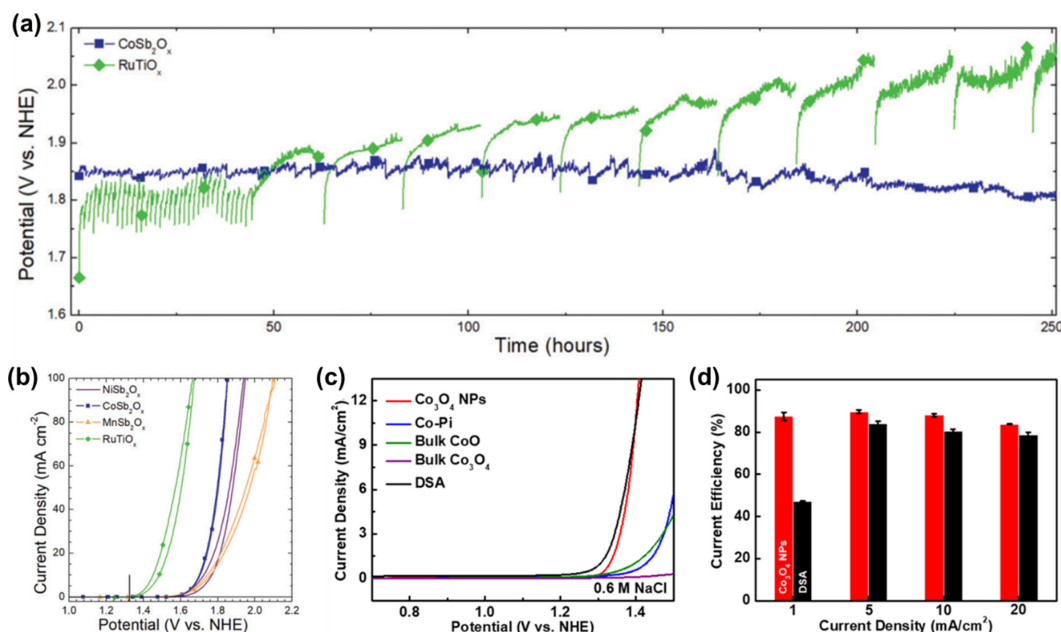 (a)
CoSb₂Oₓ
RuTiOₓ
Potential (V vs. NHE)
2.1
2.0
1.9
1.8
1.7
1.6
0 50 100 150 200 250
Time (hours)
(b)
NiSb₂Oₓ
CoSb₂Oₓ
MnSb₂Oₓ
RuTiOₓ
Current Density (mA cm⁻²)
100
80
60
40
20
0
1.0 1.2 1.4 1.6 1.8 2.0 2.2
Potential (V vs. NHE)
(c)
Co₃O₄ NPs
Co-Pi
Bulk CoO
Bulk Co₃O₄
DSA
Current Density (mA/cm²)
12
9
6
3
0
0.6 M NaCl
0.8 1.0 1.2 1.4
Potential (V vs. NHE)
(d)
Current Efficiency (%)
100
80
60
40
20
0
Co₃O₄ NPs
DSA
1 5 10 20
Current Density (mA/cm²)